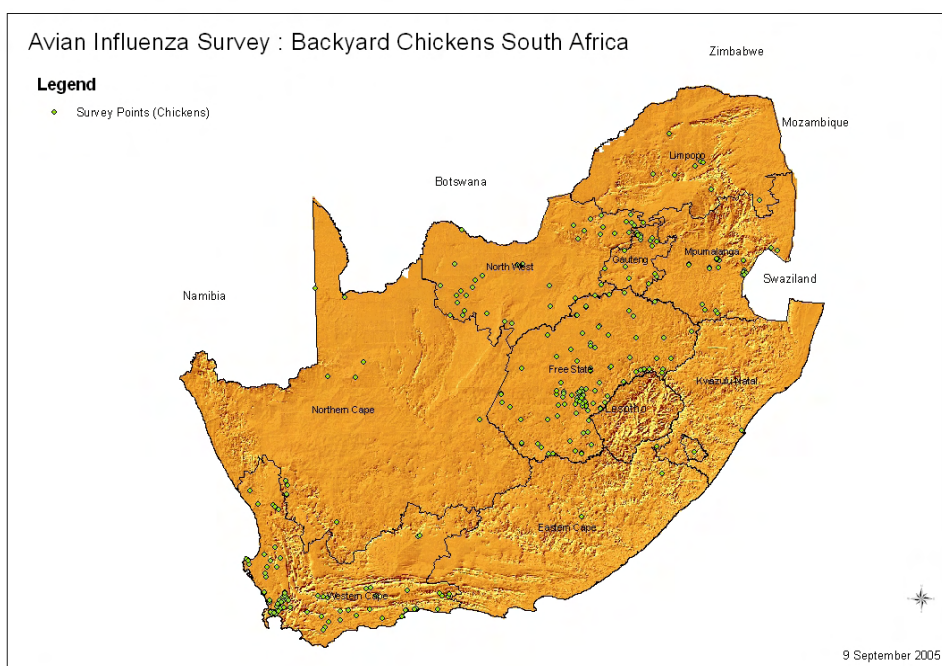 Avian Influenza Survey : Backyard Chickens South Africa
Zimbabwe
Legend
Survey Points (Chickens)
Mozambique
Limpopo
Botswana
Mpumalanga
Gauteng
North West
Swaziland
Namibia
Free State
Kwazulu Natal
Northern Cape
Lesotho
Eastern Cape
Western Cape
9 September 2005